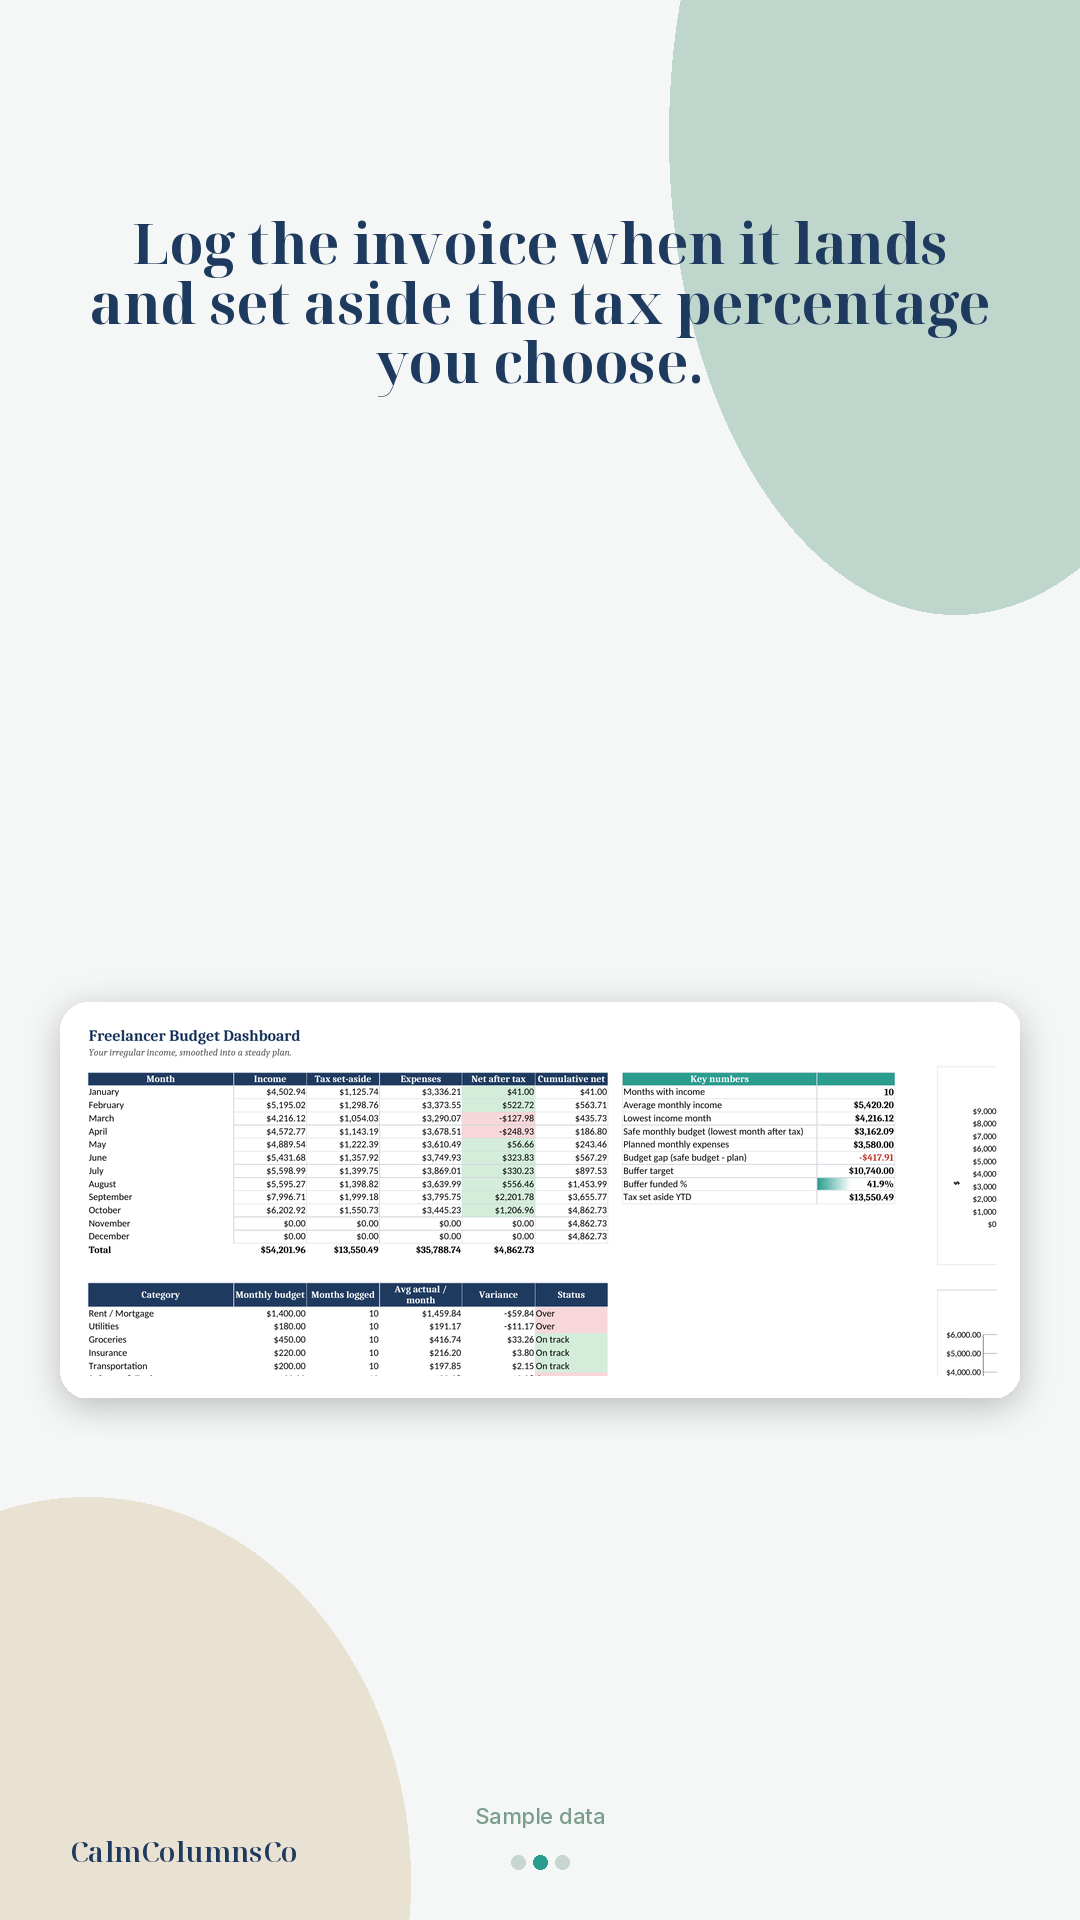 Log the invoice when it lands
and set aside the tax percentage
you choose.
Freelancer Budget Dashboard
Your irregular income, smoothed into a steady plan.
Month Income Tax set-aside Expenses Net after tax Cumulative net
January $4,502.94 $1,125.74 $3,336.21 $41.00 $41.00
February $5,195.02 $1,298.76 $3,373.55 $522.72 $563.71
March $4,216.12 $1,054.03 $3,290.07 -$127.98 $435.73
April $4,572.77 $1,143.19 $3,678.51 -$248.93 $186.80
May $4,889.54 $1,222.39 $3,610.49 $56.66 $243.46
June $5,431.68 $1,357.92 $3,749.93 $323.83 $567.29
July $5,598.99 $1,399.75 $3,869.01 $330.23 $897.53
August $5,595.27 $1,398.82 $3,639.99 $556.46 $1,453.99
September $7,996.71 $1,999.18 $3,795.75 $2,201.78 $3,655.77
October $6,202.92 $1,550.73 $3,445.23 $1,206.96 $4,862.73
November $0.00 $0.00 $0.00 $0.00 $4,862.73
December $0.00 $0.00 $0.00 $0.00 $4,862.73
Total $54,201.96 $13,550.49 $35,788.74 $4,862.73
Key numbers
Months with income 10
Average monthly income $5,420.20
Lowest income month $4,216.12
Safe monthly budget (lowest month after tax) $3,162.09
Planned monthly expenses $3,580.00
Budget gap (safe budget - plan) -$417.91
Buffer target $10,740.00
Buffer funded % 41.9%
Tax set aside YTD $13,550.49
$9,000
$8,000
$7,000
$6,000
$5,000
$4,000
$3,000
$2,000
$1,000
$0
$
Category Monthly budget Months logged Avg actual / month Variance Status
Rent / Mortgage $1,400.00 10 $1,459.84 -$59.84 Over
Utilities $180.00 10 $191.17 -$11.17 Over
Groceries $450.00 10 $416.74 $33.26 On track
Insurance $220.00 10 $216.20 $3.80 On track
Transportation $200.00 10 $197.85 $2.15 On track
$6,000.00
$5,000.00
$4,000.00
Sample data
CalmColumnsCo